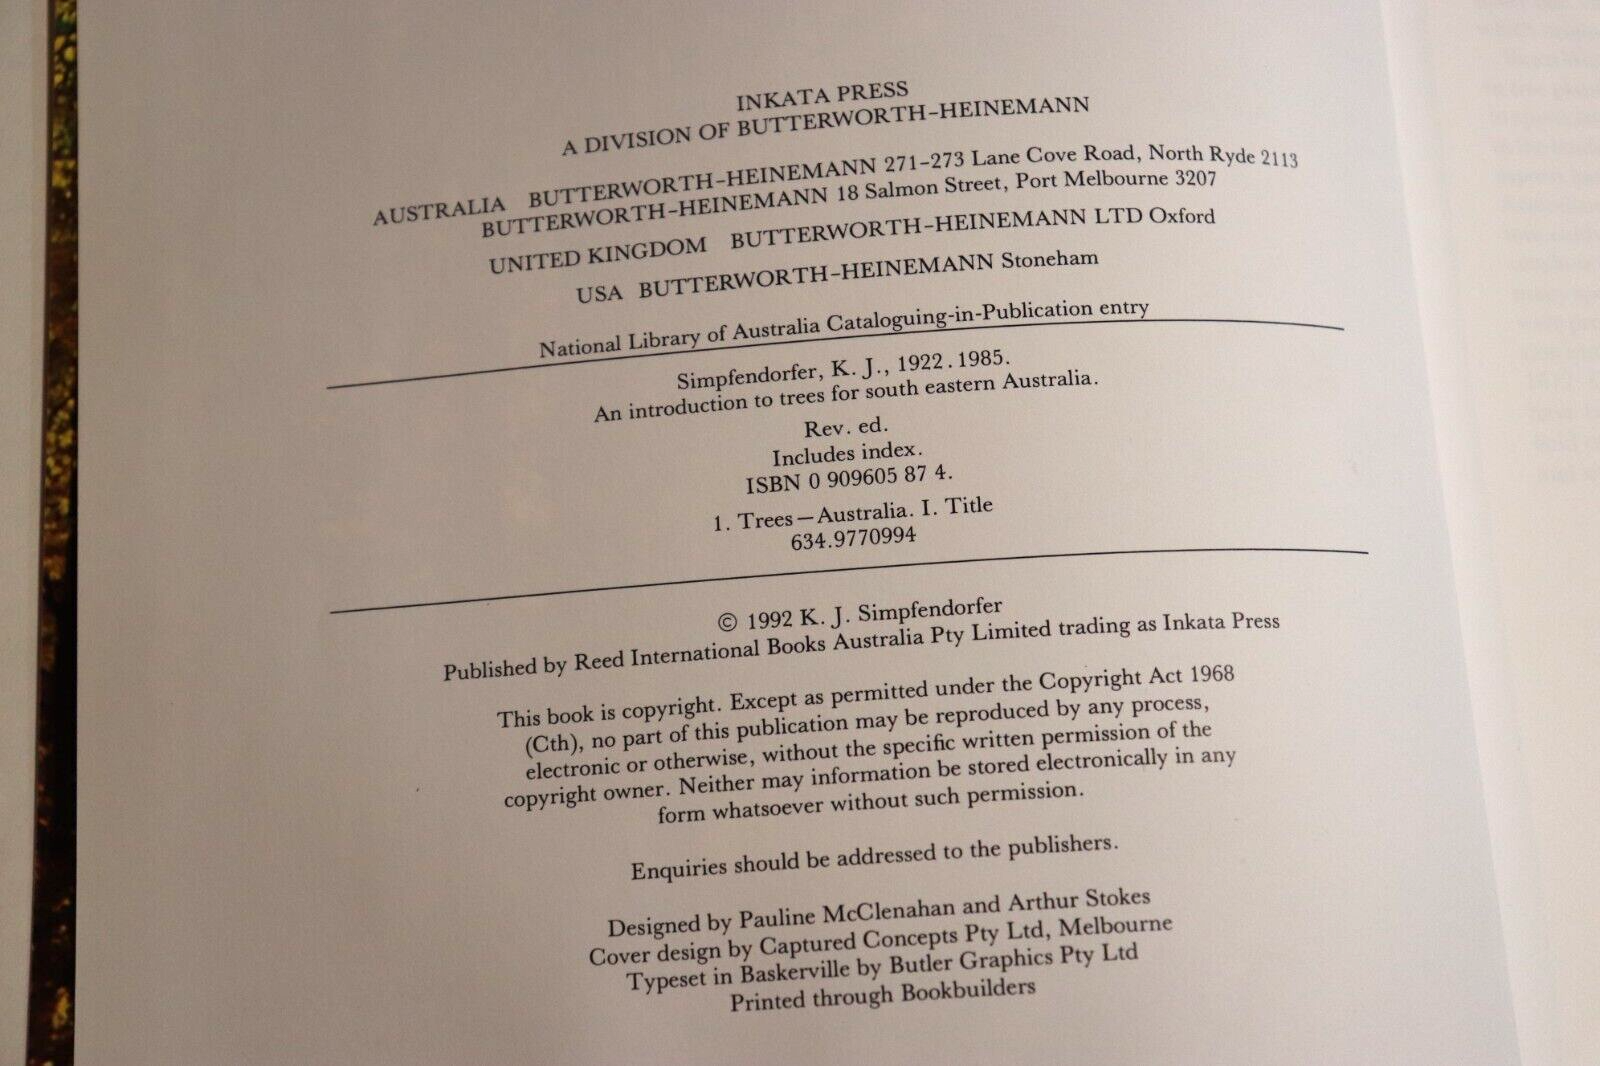 INKATA PRESS
A DIVISION OF BUTTERWORTH-HEINEMANN
AUSTRALIA BUTTERWORTH-HEINEMANN 271-273 Lane Cove Road, North Ryde 2113
BUTTERWORTH-HEINEMANN 18 Salmon Street, Port Melbourne 3207
UNITED KINGDOM BUTTERWORTH-HEINEMANN LTD Oxford
USA BUTTERWORTH-HEINEMANN Stoneham
National Library of Australia Cataloguing-in-Publication entry
Simpfendorfer, K. J., 1922.1985.
An introduction to trees for south eastern Australia.
Rev. ed.
Includes index.
ISBN 0 909605 87 4.
1. Trees—Australia. I. Title
634.9770994
© 1992 K. J. Simpfendorfer
Published by Reed International Books Australia Pty Limited trading as Inkata Press
This book is copyright. Except as permitted under the Copyright Act 1968
(Cth), no part of this publication may be reproduced by any process,
electronic or otherwise, without the specific written permission of the
copyright owner. Neither may information be stored electronically in any
form whatsoever without such permission.
Enquiries should be addressed to the publishers.
Designed by Pauline McClenahan and Arthur Stokes
Cover design by Captured Concepts Pty Ltd, Melbourne
Typeset in Baskerville by Butler Graphics Pty Ltd
Printed through Bookbuilders